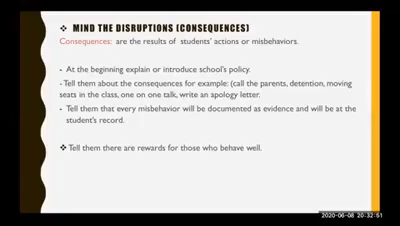 ❖ MIND THE DISRUPTIONS (CONSEQUENCES)
Consequences: are the results of students' actions or misbehaviors.
- At the beginning explain or introduce school's policy.
- Tell them about the consequences for example: (call the parents, detention, moving
seats in the class, one on one talk, write an apology letter.
- Tell them that every misbehavior will be documented as evidence and will be at the
student's record.
❖ Tell them there are rewards for those who behave well.
2020-06-08 20:32:51